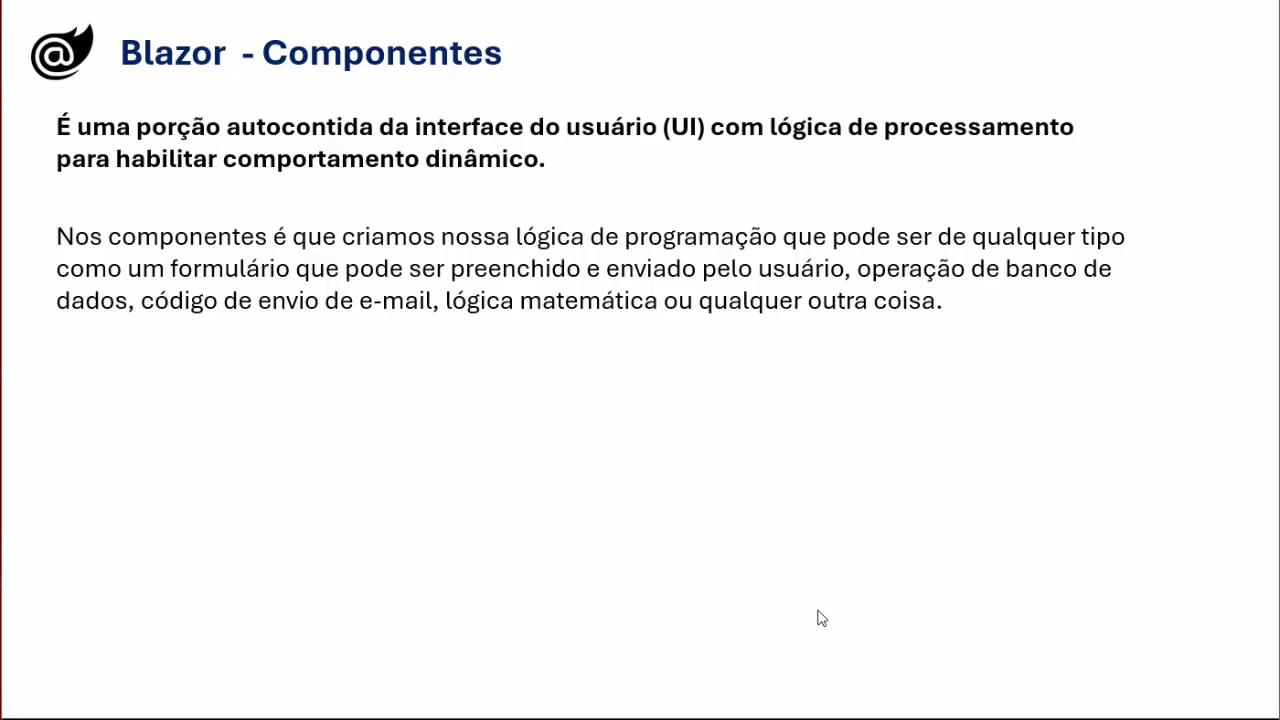 Blazor - Componentes
É uma porção autocontida da interface do usuário (UI) com lógica de processamento
para habilitar comportamento dinâmico.
Nos componentes é que criamos nossa lógica de programação que pode ser de qualquer tipo
como um formulário que pode ser preenchido e enviado pelo usuário, operação de banco de
dados, código de envio de e-mail, lógica matemática ou qualquer outra coisa.